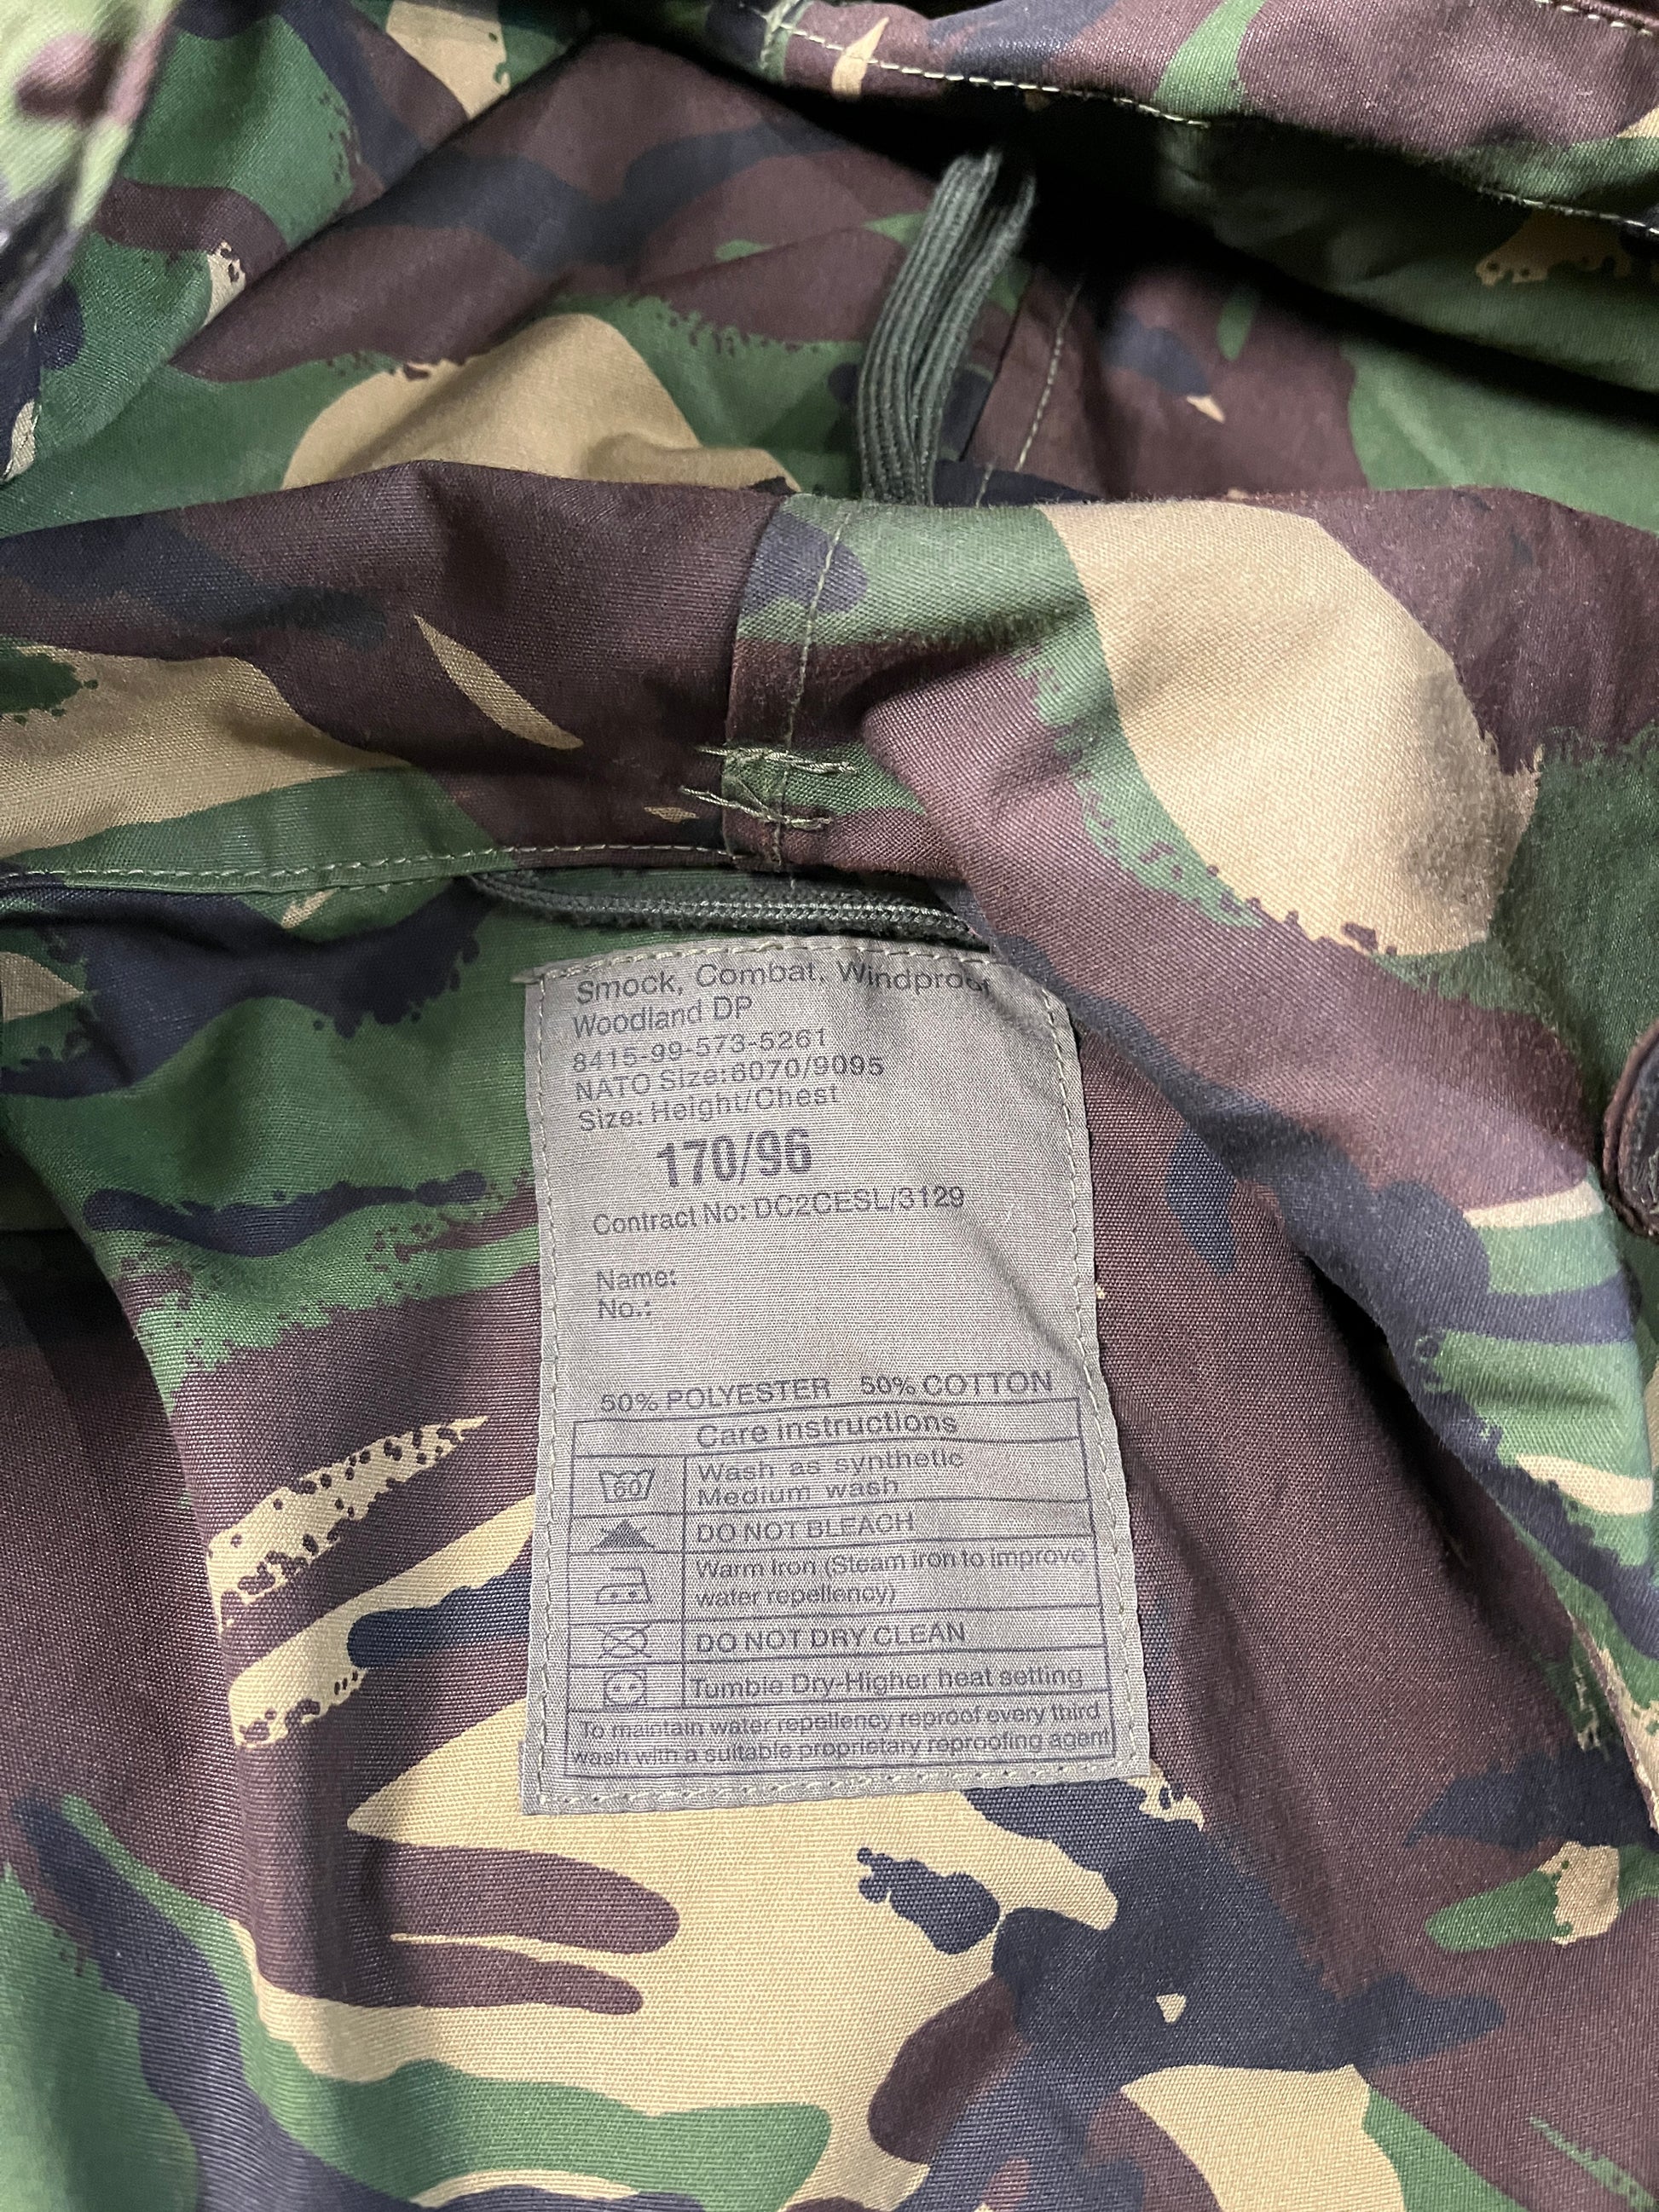 Smock, Combat, Windproof
Woodland DP
8415-99-573-5261
NATO Size:6070/9095
Size: Height/Chest
170/96
Contract No: DC2CESL/3129
Name:
No.:
50% POLYESTER 50% COTTON
Care instructions
60
Wash as synthetic
Medium wash
DO NOT BLEACH
Warm Iron (Steam iron to improve
water repellency)
DO NOT DRY CLEAN
Tumble Dry-Higher heat setting
To maintain water repellency reproof every third
wash with a suitable proprietary reproofing agent